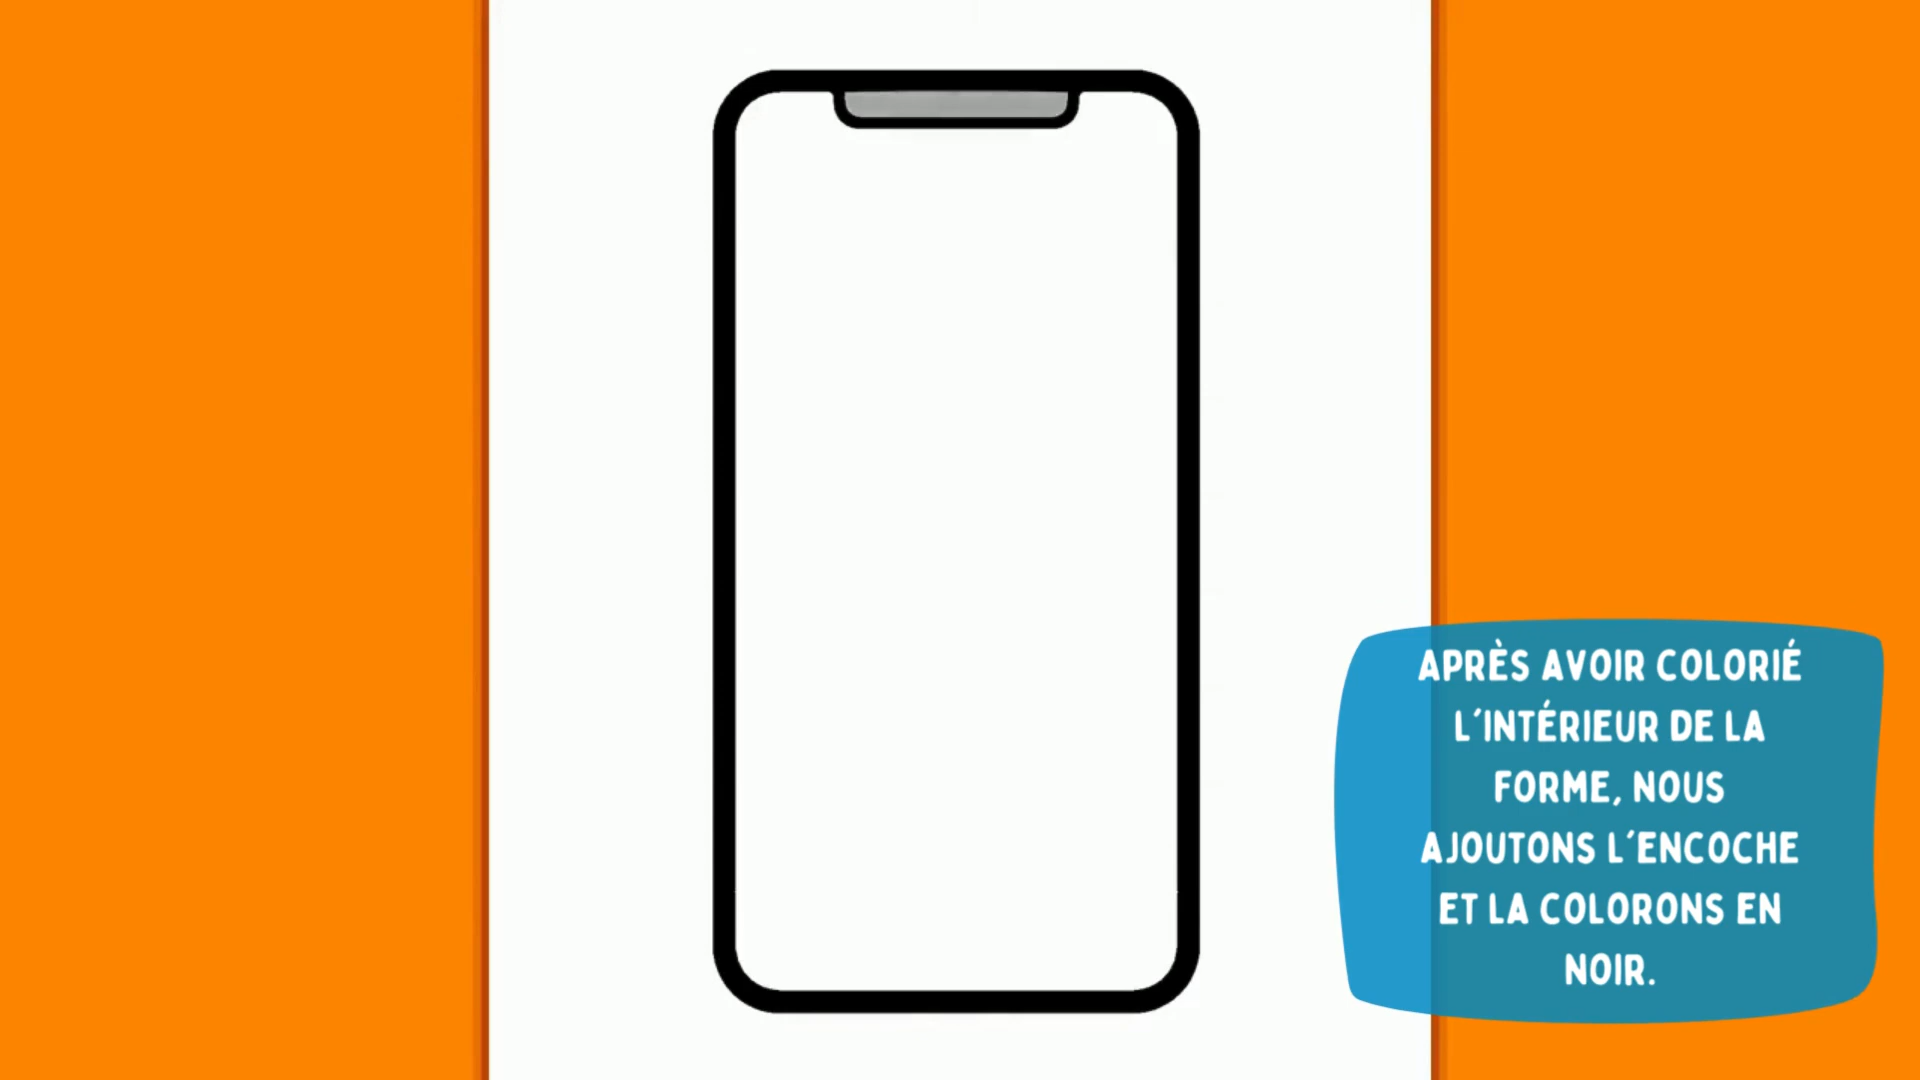 APRÈS AVOIR COLORIÉ
L'INTÉRIEUR DE LA
FORME, NOUS
AJOUTONS L'ENCOCHE
ET LA COLORONS EN
NOIR.